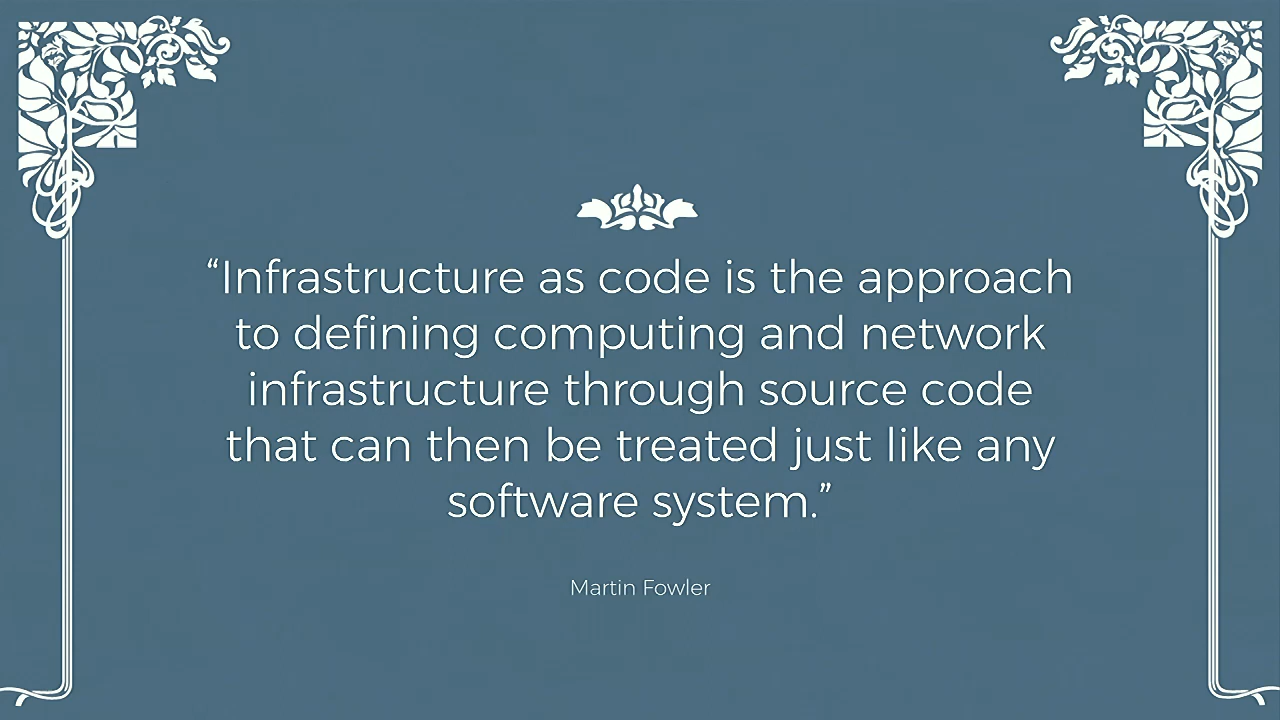 “Infrastructure as code is the approach
to defining computing and network
infrastructure through source code
that can then be treated just like any
software system.”
Martin Fowler